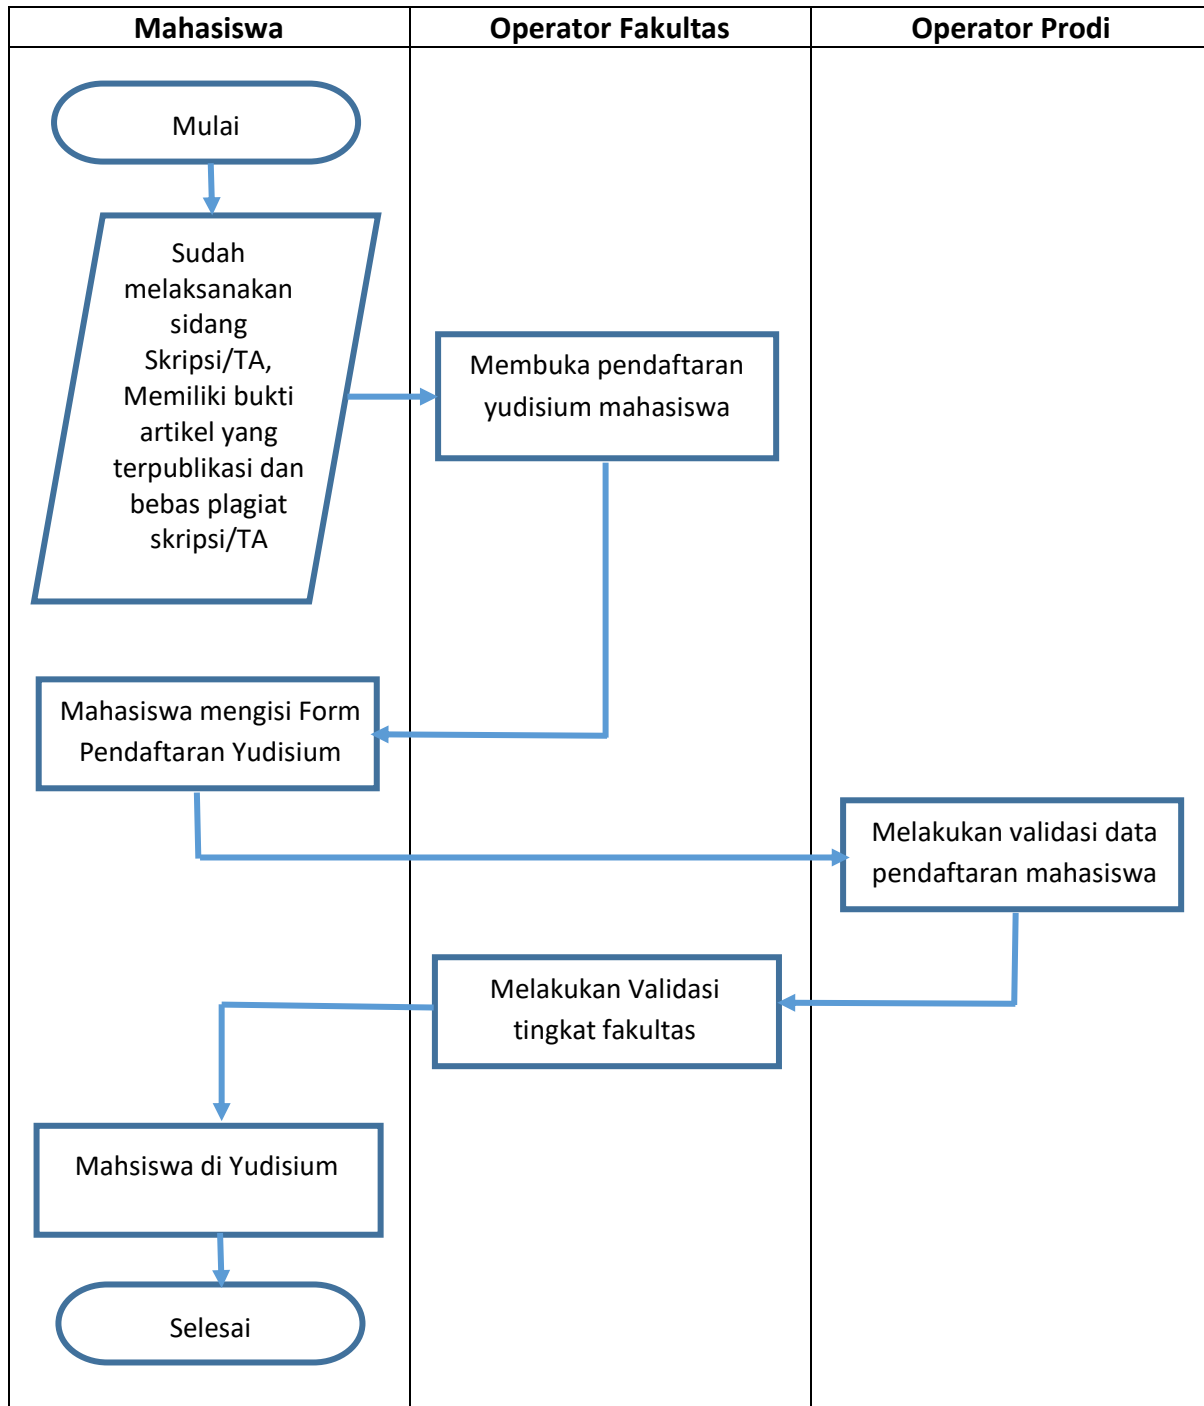 Mahasiswa
Operator Fakultas
Operator Prodi
Mulai
Sudah
melaksanakan
sidang
Skripsi/TA,
Memiliki bukti
artikel yang
terpublikasi dan
bebas plagiat
skripsi/TA
Membuka pendaftaran
yudisium mahasiswa
Mahasiswa mengisi Form
Pendaftaran Yudisium
Melakukan validasi data
pendaftaran mahasiswa
Melakukan Validasi
tingkat fakultas
Mahsiswa di Yudisium
Selesai